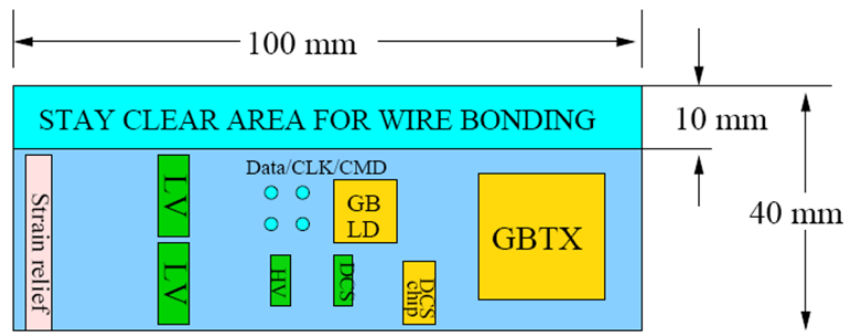 100 mm
STAY CLEAR AREA FOR WIRE BONDING
10 mm
40 mm
Strain relief
LV
LV
Data/CLK/CMD
GB
LD
HV
DCS
DCS
chip
GBTX